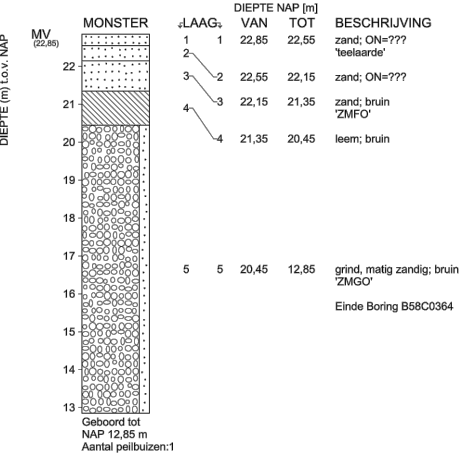 DIEPTE NAP [m]
MONSTER LAAG VAN TOT BESCHRIJVING
MV
(22,85)
DIEPTE (m) t.o.v. NAP
1 1 22,85 22,55 zand; ON=???
2 'teelaarde'
22
3 2 22,55 22,15 zand; ON=???
21
4 3 22,15 21,35 zand; bruin
'ZMFO'
20
4 21,35 20,45 leem; bruin
19
18
17
5 5 20,45 12,85 grind, matig zandig; bruin
'ZMGO'
16
Einde Boring B58C0364
15
14
13
Geboord tot
NAP 12,85 m
Aantal peilbuizen:1